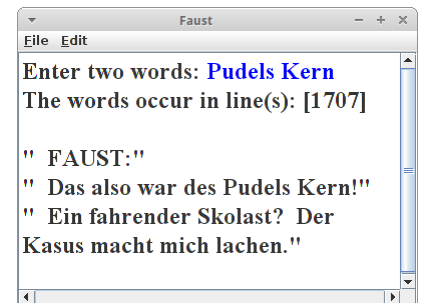 Faust
File Edit
Enter two words: Pudels Kern
The words occur in line(s): [1707]
"  FAUST:"
"  Das also war des Pudels Kern!"
"  Ein fahrender Skolast?  Der
Kasus macht mich lachen."